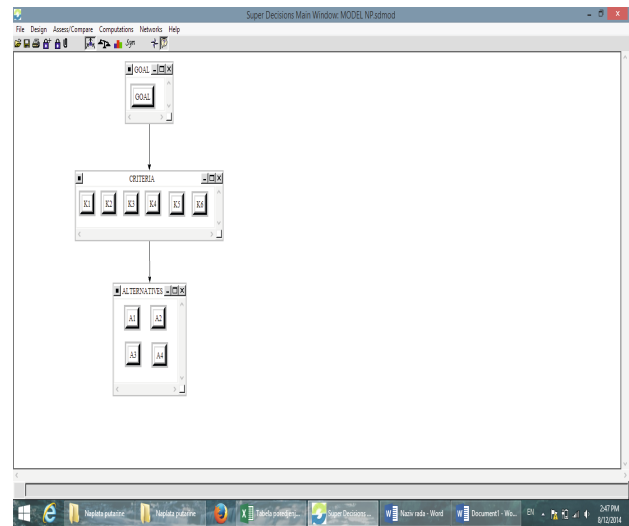 Super Decisions Main Window: MODEL NP.sdmod
File Design Assess/Compare Computations Networks Help
Syn
GOAL
GOAL
CRITERIA
K1 K2 K3 K4 K5 K6
ALTERNATIVES
A1 A2
A3 A4
Naplata putarine Naplata putarine Tabela poredjenj... Super Decisions ... Naziv rada - Word Document1 - Wo... EN 2:47 PM
8/12/2014